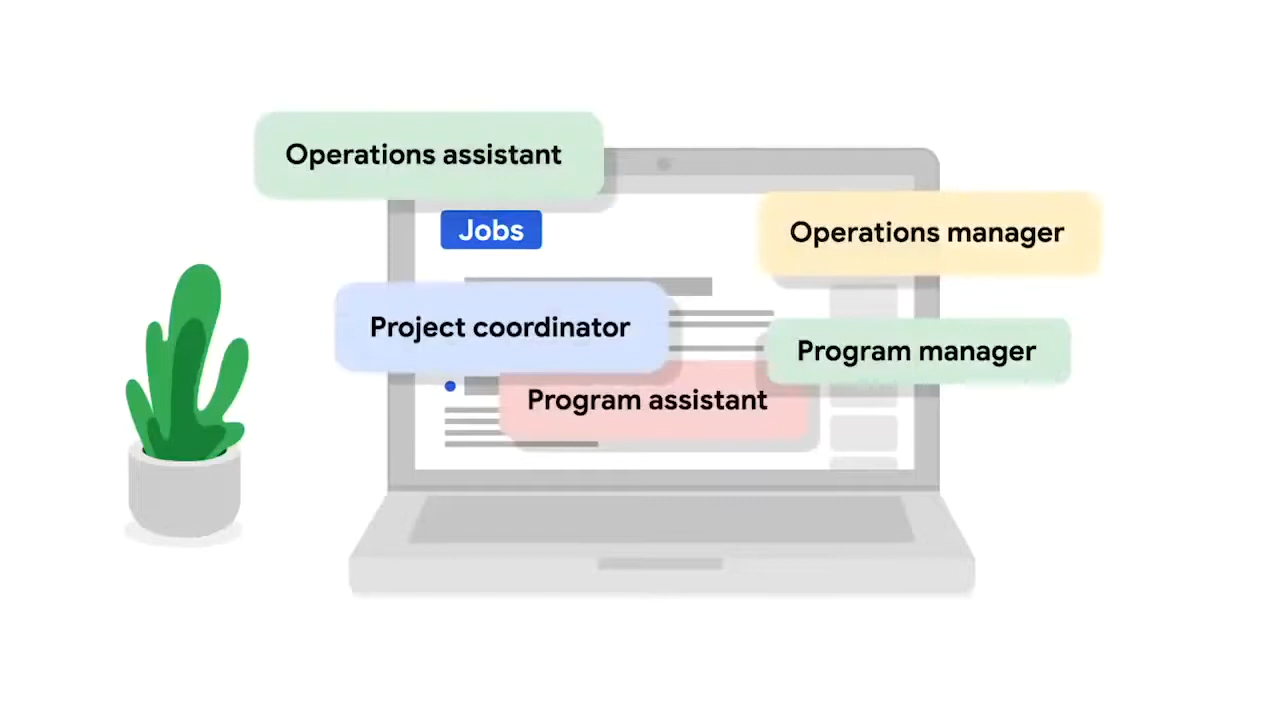 Operations assistant
Jobs
Operations manager
Project coordinator
Program manager
Program assistant